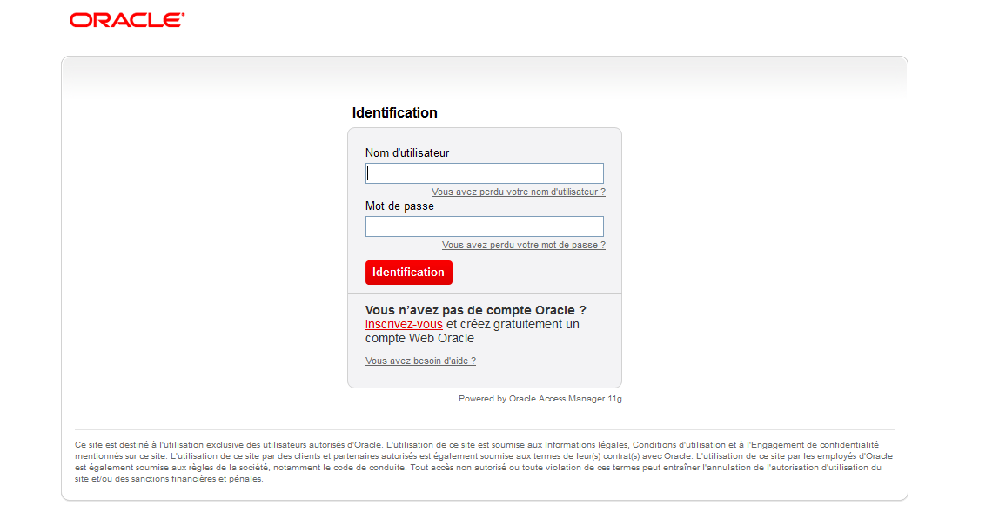 ORACLE
Identification
Nom d'utilisateur
Vous avez perdu votre nom d'utilisateur ?
Mot de passe
Vous avez perdu votre mot de passe ?
Identification
Vous n'avez pas de compte Oracle ?
Inscrivez-vous et créez gratuitement un
compte Web Oracle
Vous avez besoin d'aide ?
Powered by Oracle Access Manager 11g
Ce site est destiné à l'utilisation exclusive des utilisateurs autorisés d'Oracle. L'utilisation de ce site est soumise aux Informations légales, Conditions d'utilisation et à l'Engagement de confidentialité
mentionnés sur ce site. L'utilisation de ce site par des clients et partenaires autorisés est également soumise aux termes de leur(s) contrat(s) avec Oracle. L'utilisation de ce site par les employés d'Oracle
est également soumise aux règles de la société, notamment le code de conduite. Tout accès non autorisé ou toute violation de ces termes peut entraîner l'annulation de l'autorisation d'utilisation du
site et/ou des sanctions financières et pénales.